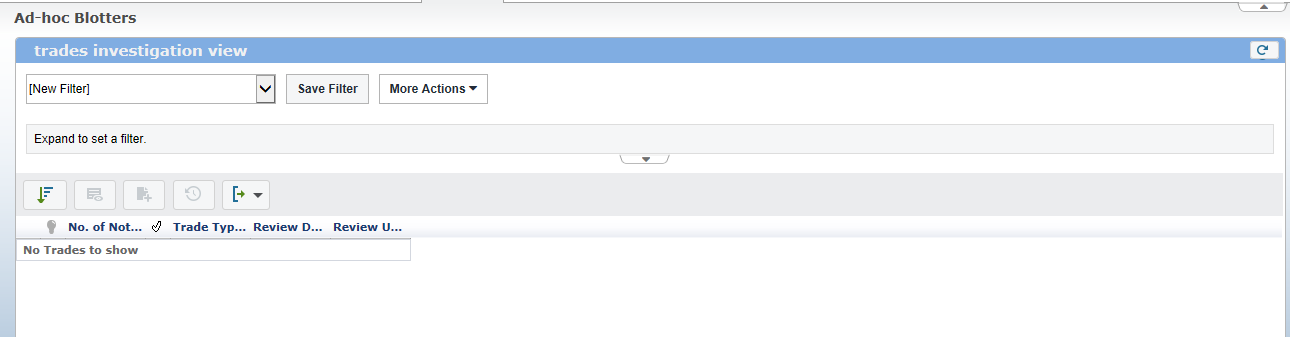 Ad-hoc Blotters
trades investigation view
[New Filter] Save Filter More Actions
Expand to set a filter.
No. of Not... Trade Typ... Review D... Review U...
No Trades to show